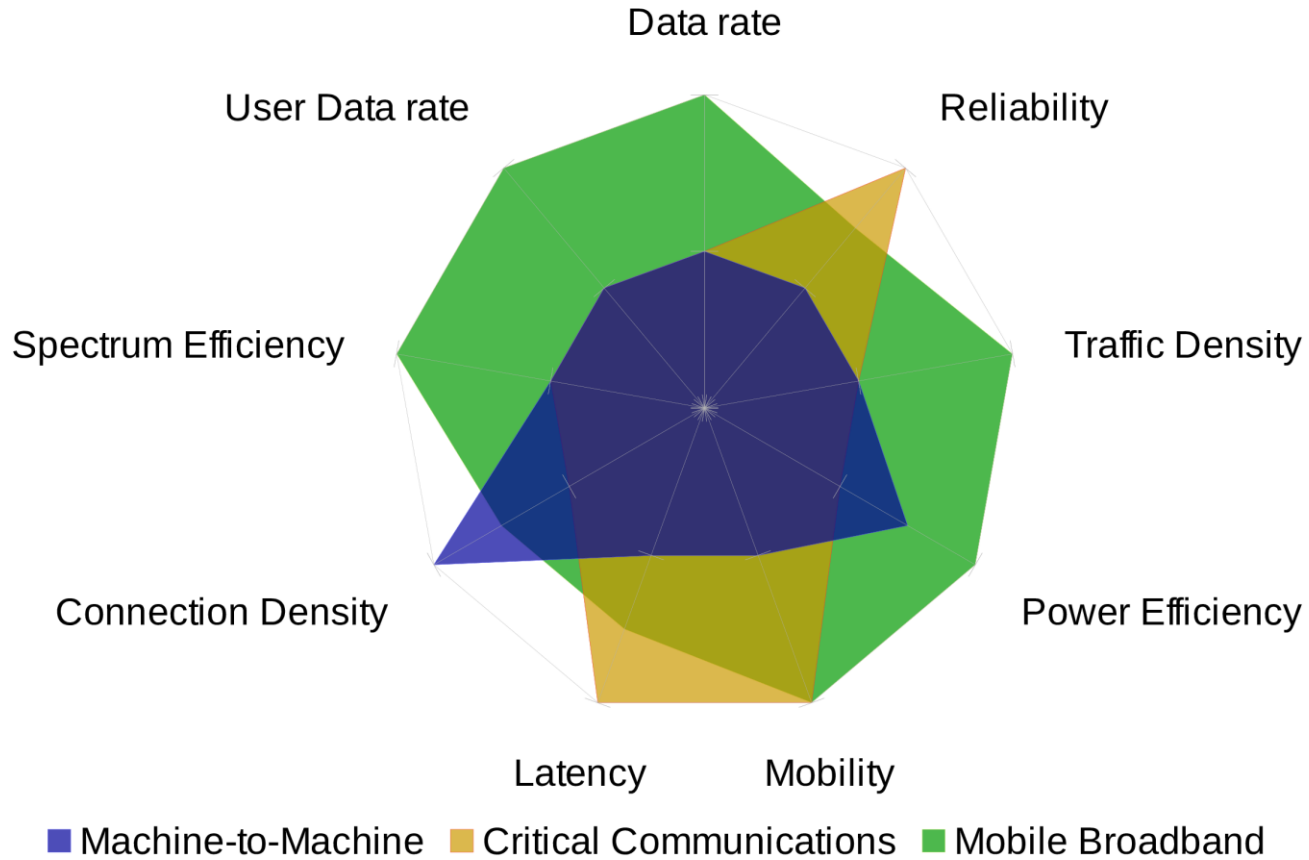 Data rate
User Data rate
Reliability
Spectrum Efficiency
Traffic Density
Connection Density
Power Efficiency
Latency
Mobility
Machine-to-Machine Critical Communications Mobile Broadband